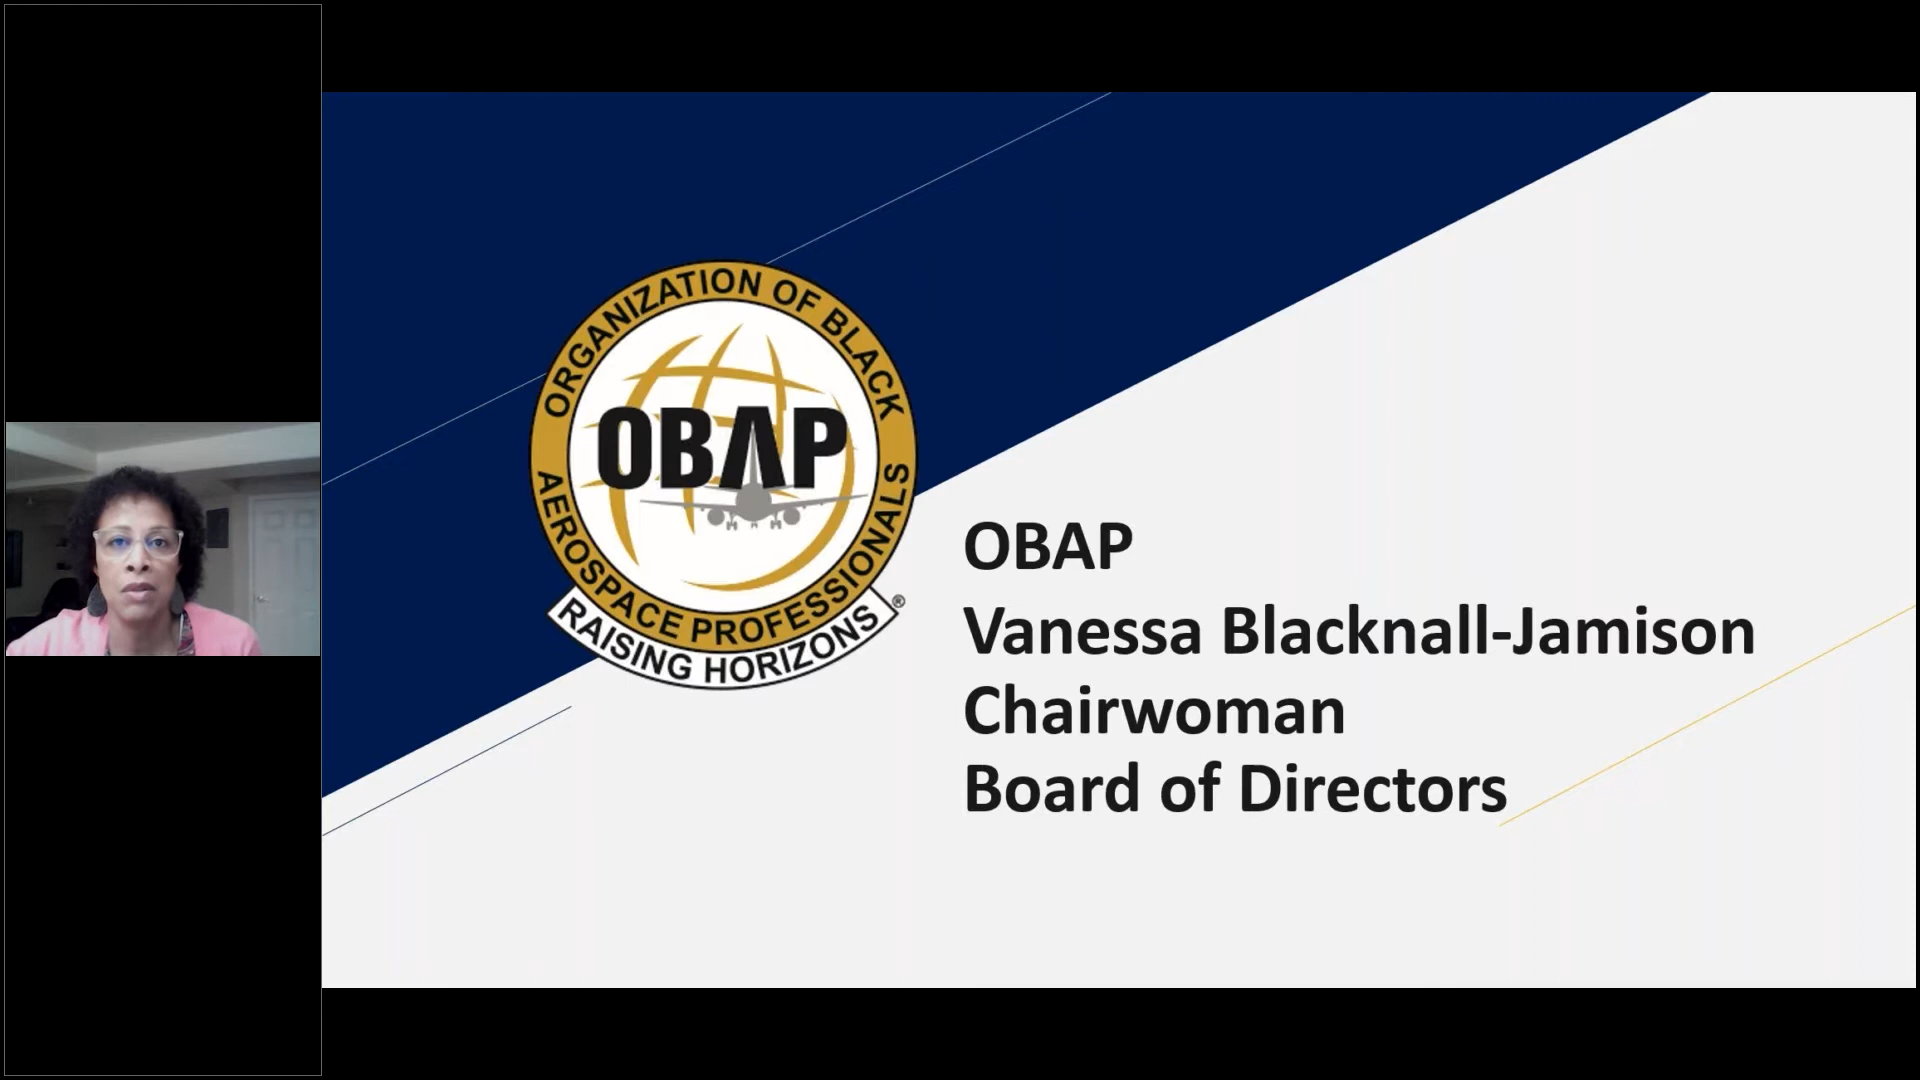 ORGANIZATION OF BLACK
OBAP
AEROSPACE PROFESSIONALS
RAISING HORIZONS®
OBAP
Vanessa Blacknall-Jamison
Chairwoman
Board of Directors